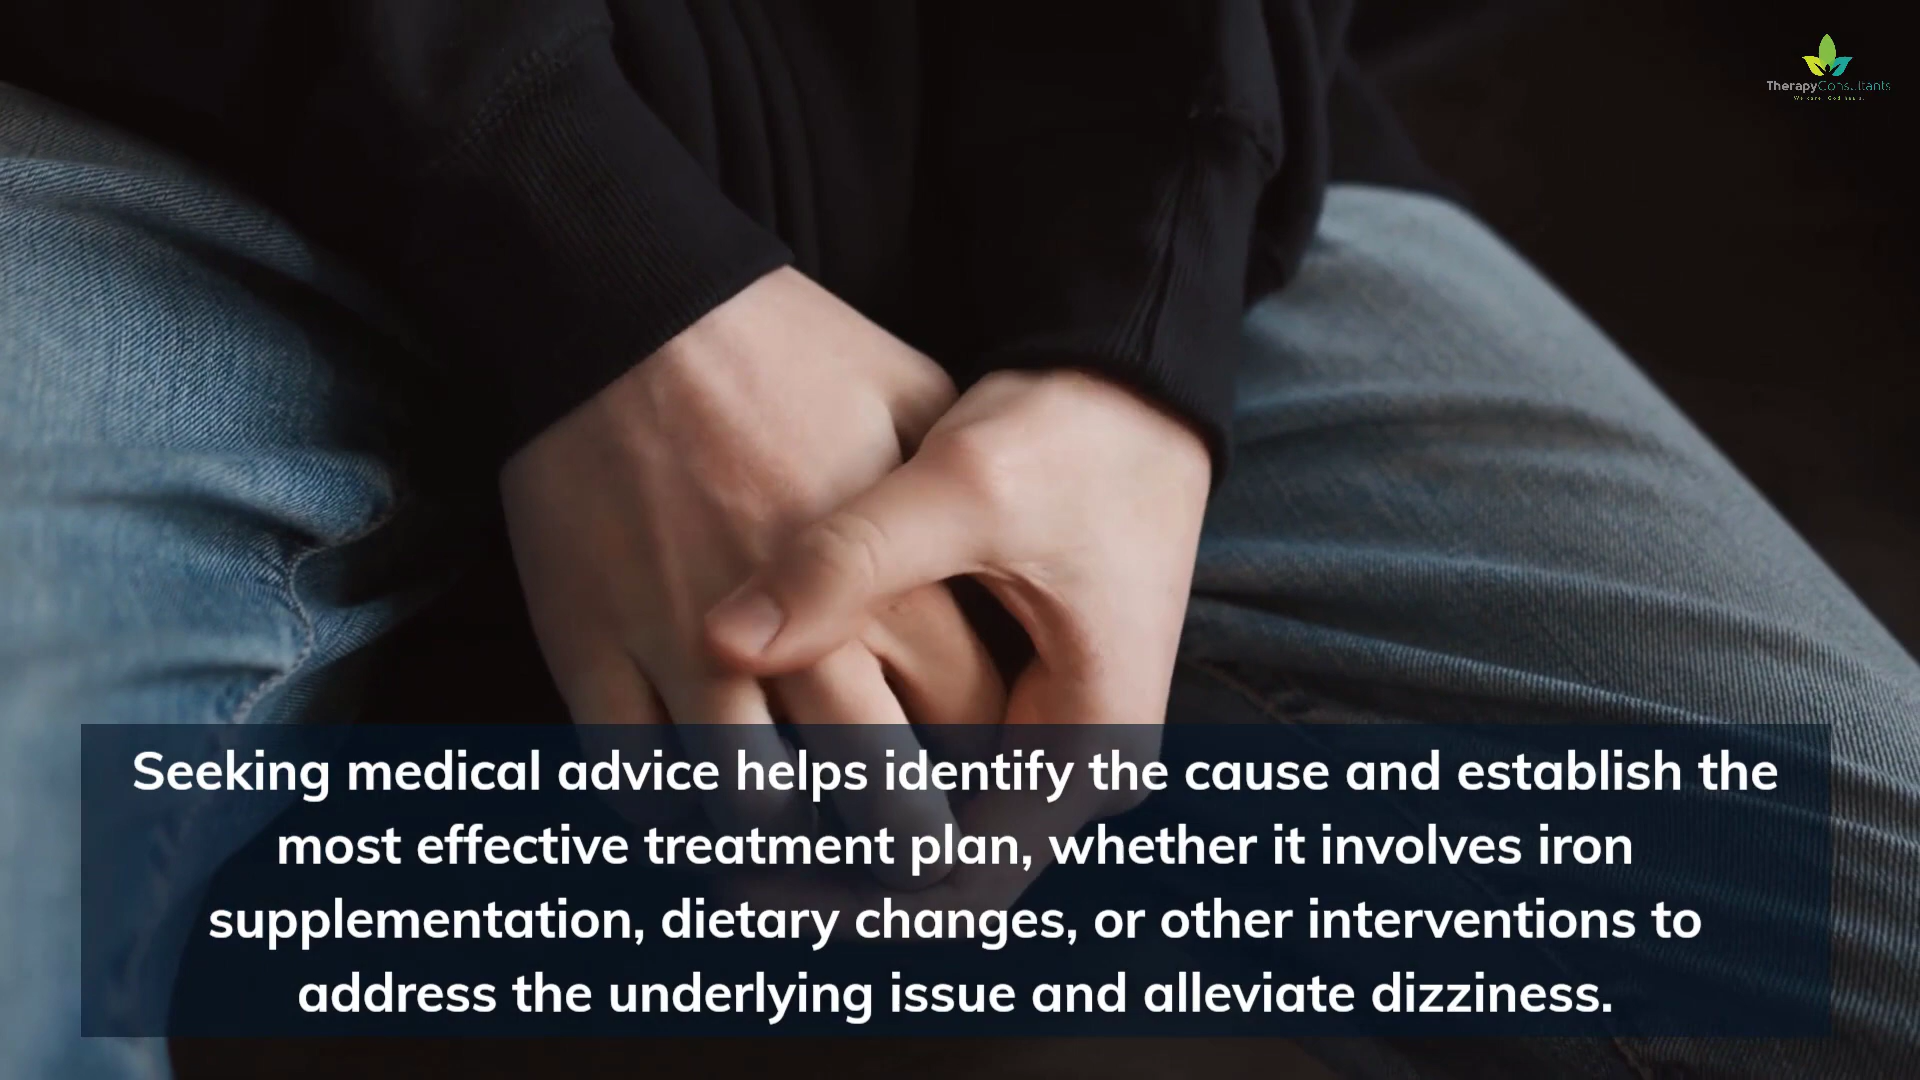 TherapyConsultants
Seeking medical advice helps identify the cause and establish the
most effective treatment plan, whether it involves iron
supplementation, dietary changes, or other interventions to
address the underlying issue and alleviate dizziness.